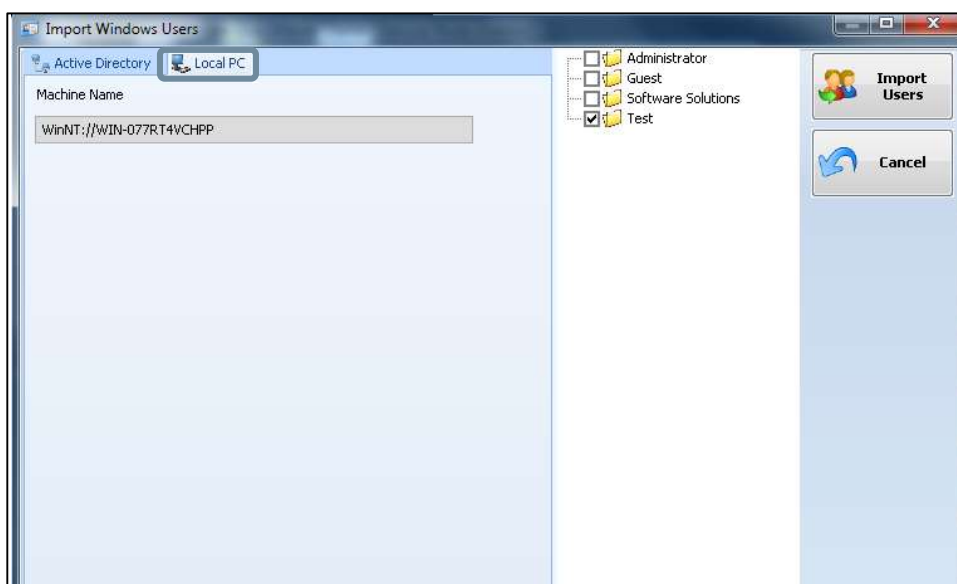 Import Windows Users
Active Directory
Local PC
Machine Name
WinNT://WIN-077RT4VCHPP
Administrator
Guest
Software Solutions
Test
Import
Users
Cancel